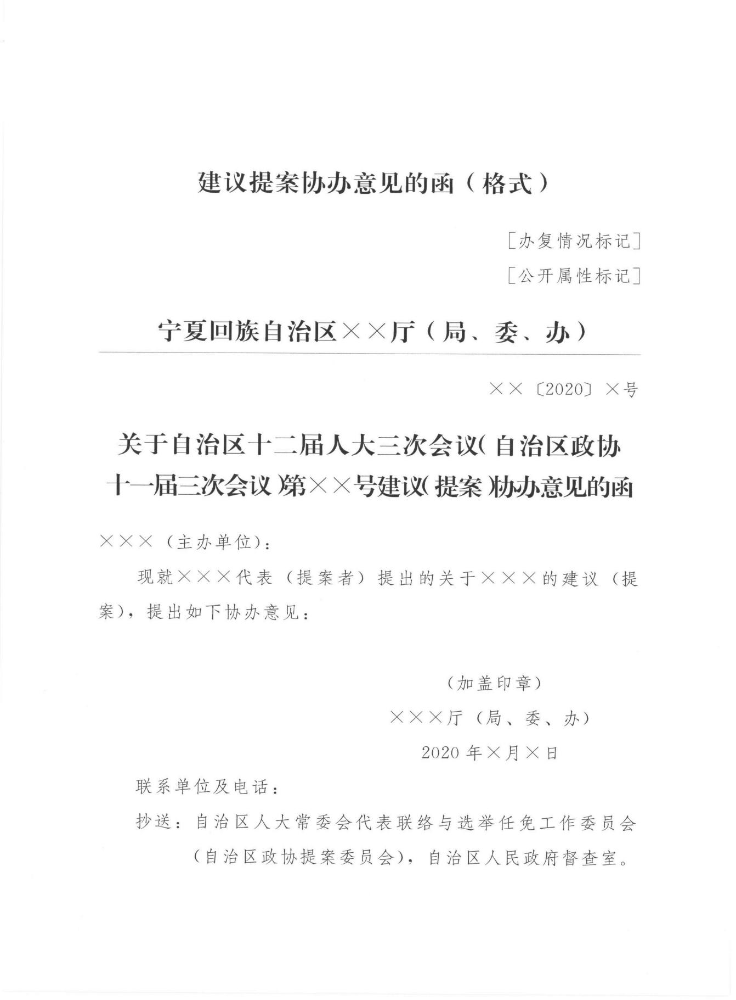 建议提案协办意见的函（格式）
[办复情况标记]
[公开属性标记]
宁夏回族自治区××厅（局、委、办）
××〔2020〕×号
关于自治区十二届人大三次会议（自治区政协
十一届三次会议）第××号建议（提案）协办意见的函
×××（主办单位）：
现就×××代表（提案者）提出的关于×××的建议（提
案），提出如下协办意见：
（加盖印章）
×××厅（局、委、办）
2020 年×月×日
联系单位及电话：
抄送：自治区人大常委会代表联络与选举任免工作委员会
（自治区政协提案委员会），自治区人民政府督查室。